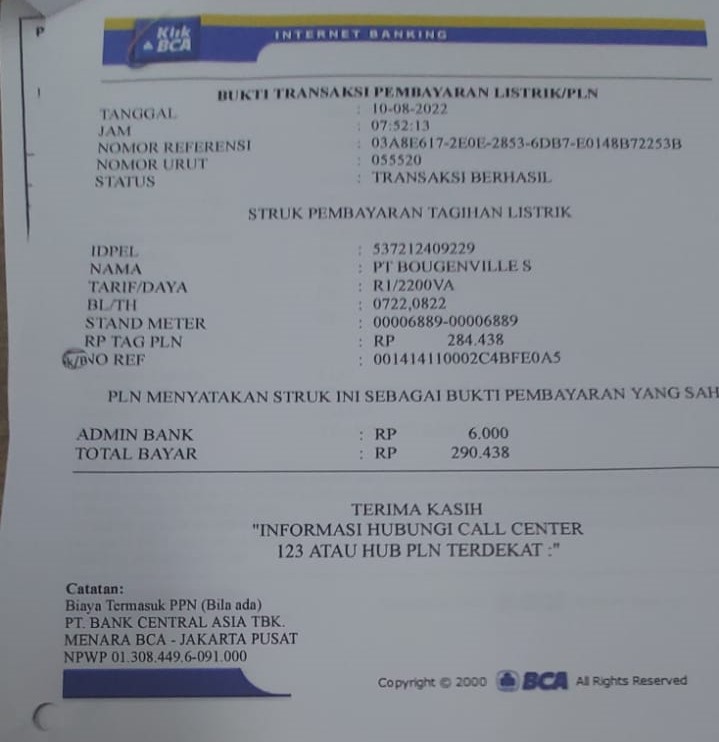 P
Klik
BCA
INTERNET BANKING
BUKTI TRANSAKSI PEMBAYARAN LISTRIK/PLN
TANGGAL : 10-08-2022
JAM : 07:52:13
NOMOR REFERENSI : 03A8E617-2E0E-2853-6DB7-E0148B72253B
NOMOR URUT : 055520
STATUS : TRANSAKSI BERHASIL
STRUK PEMBAYARAN TAGIHAN LISTRIK
IDPEL : 537212409229
NAMA : PT BOUGENVILLE S
TARIF/DAYA : R1/2200VA
BL/TH : 0722,0822
STAND METER : 00006889-00006889
RP TAG PLN : RP 284.438
NO REF : 001414110002C4BFE0A5
PLN MENYATAKAN STRUK INI SEBAGAI BUKTI PEMBAYARAN YANG SAH
ADMIN BANK : RP 6.000
TOTAL BAYAR : RP 290.438
TERIMA KASIH
"INFORMASI HUBUNGI CALL CENTER
123 ATAU HUB PLN TERDEKAT :"
Catatan:
Biaya Termasuk PPN (Bila ada)
PT. BANK CENTRAL ASIA TBK.
MENARA BCA - JAKARTA PUSAT
NPWP 01.308.449.6-091.000
Copyright © 2000 BCA All Rights Reserved